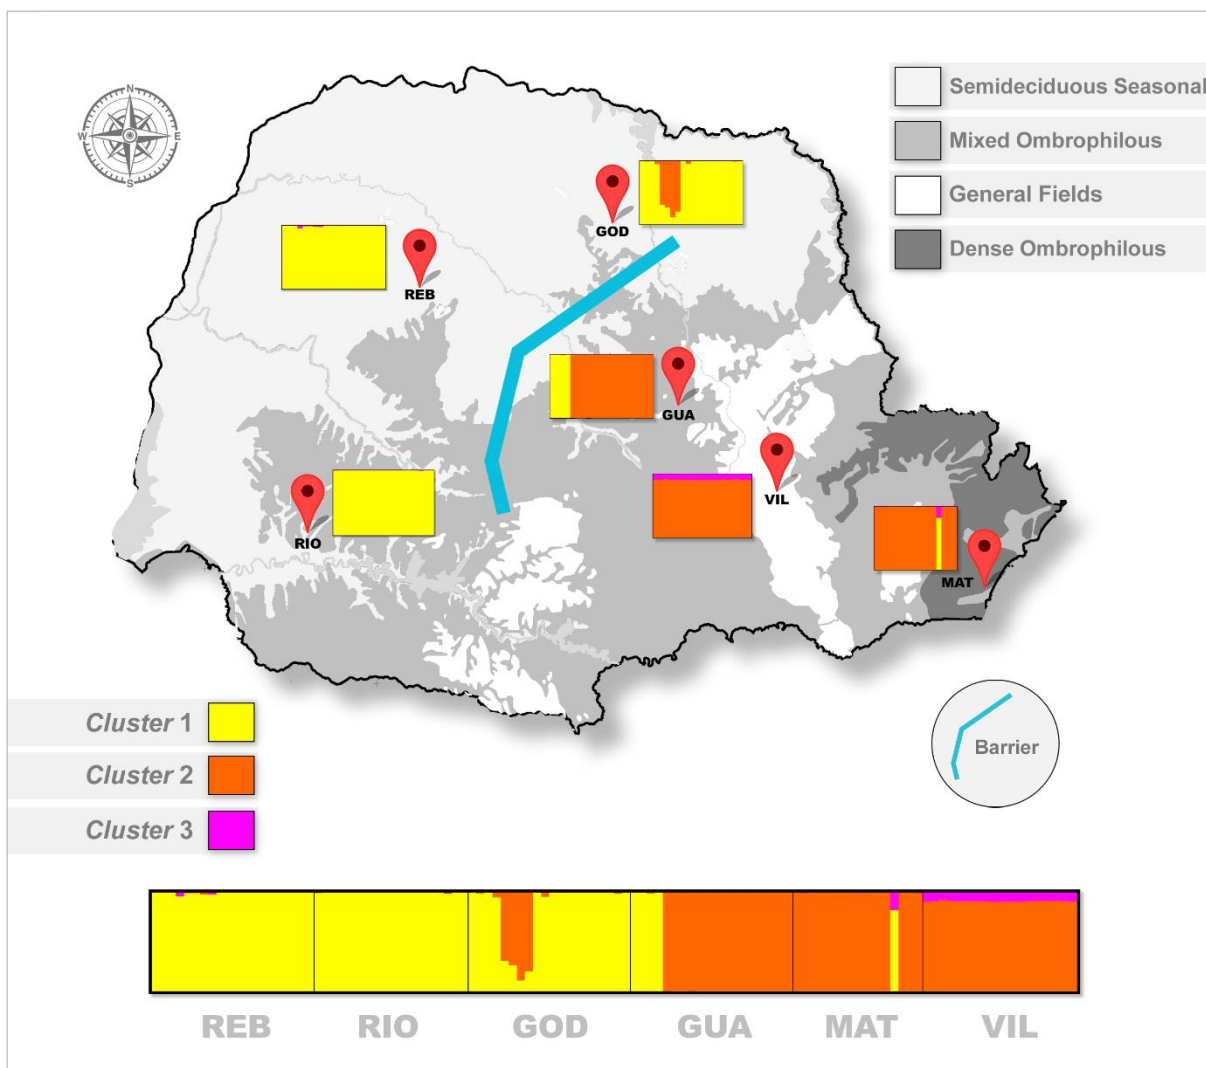 N
W
E
S
Semideciduous Seasonal
Mixed Ombrophilous
General Fields
Dense Ombrophilous
GOD
REB
GUA
VIL
RIO
MAT
Cluster 1
Cluster 2
Cluster 3
Barrier
REB RIO GOD GUA MAT VIL